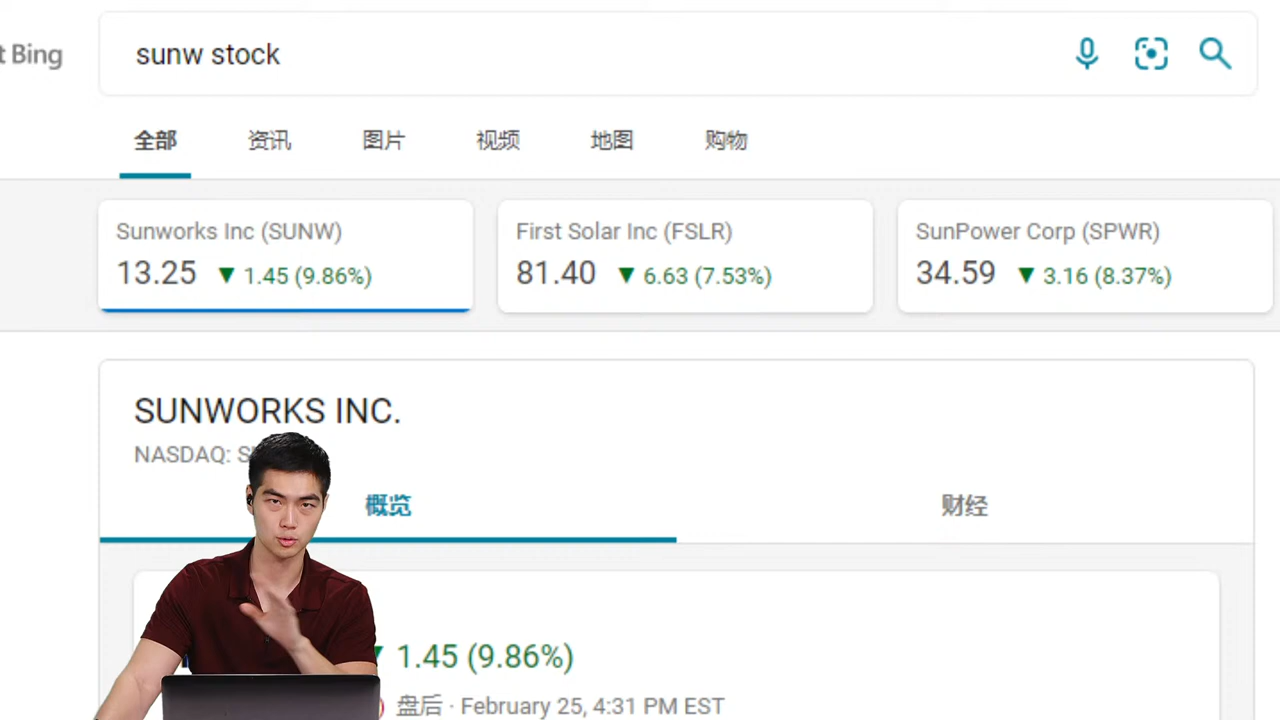 t Bing
sunw stock
全部 资讯 图片 视频 地图 购物
Sunworks Inc (SUNW) First Solar Inc (FSLR) SunPower Corp (SPWR)
13.25 ▼ 1.45 (9.86%) 81.40 ▼ 6.63 (7.53%) 34.59 ▼ 3.16 (8.37%)
SUNWORKS INC.
NASDAQ: S
概览 财经
▼ 1.45 (9.86%)
盘后 · February 25, 4:31 PM EST